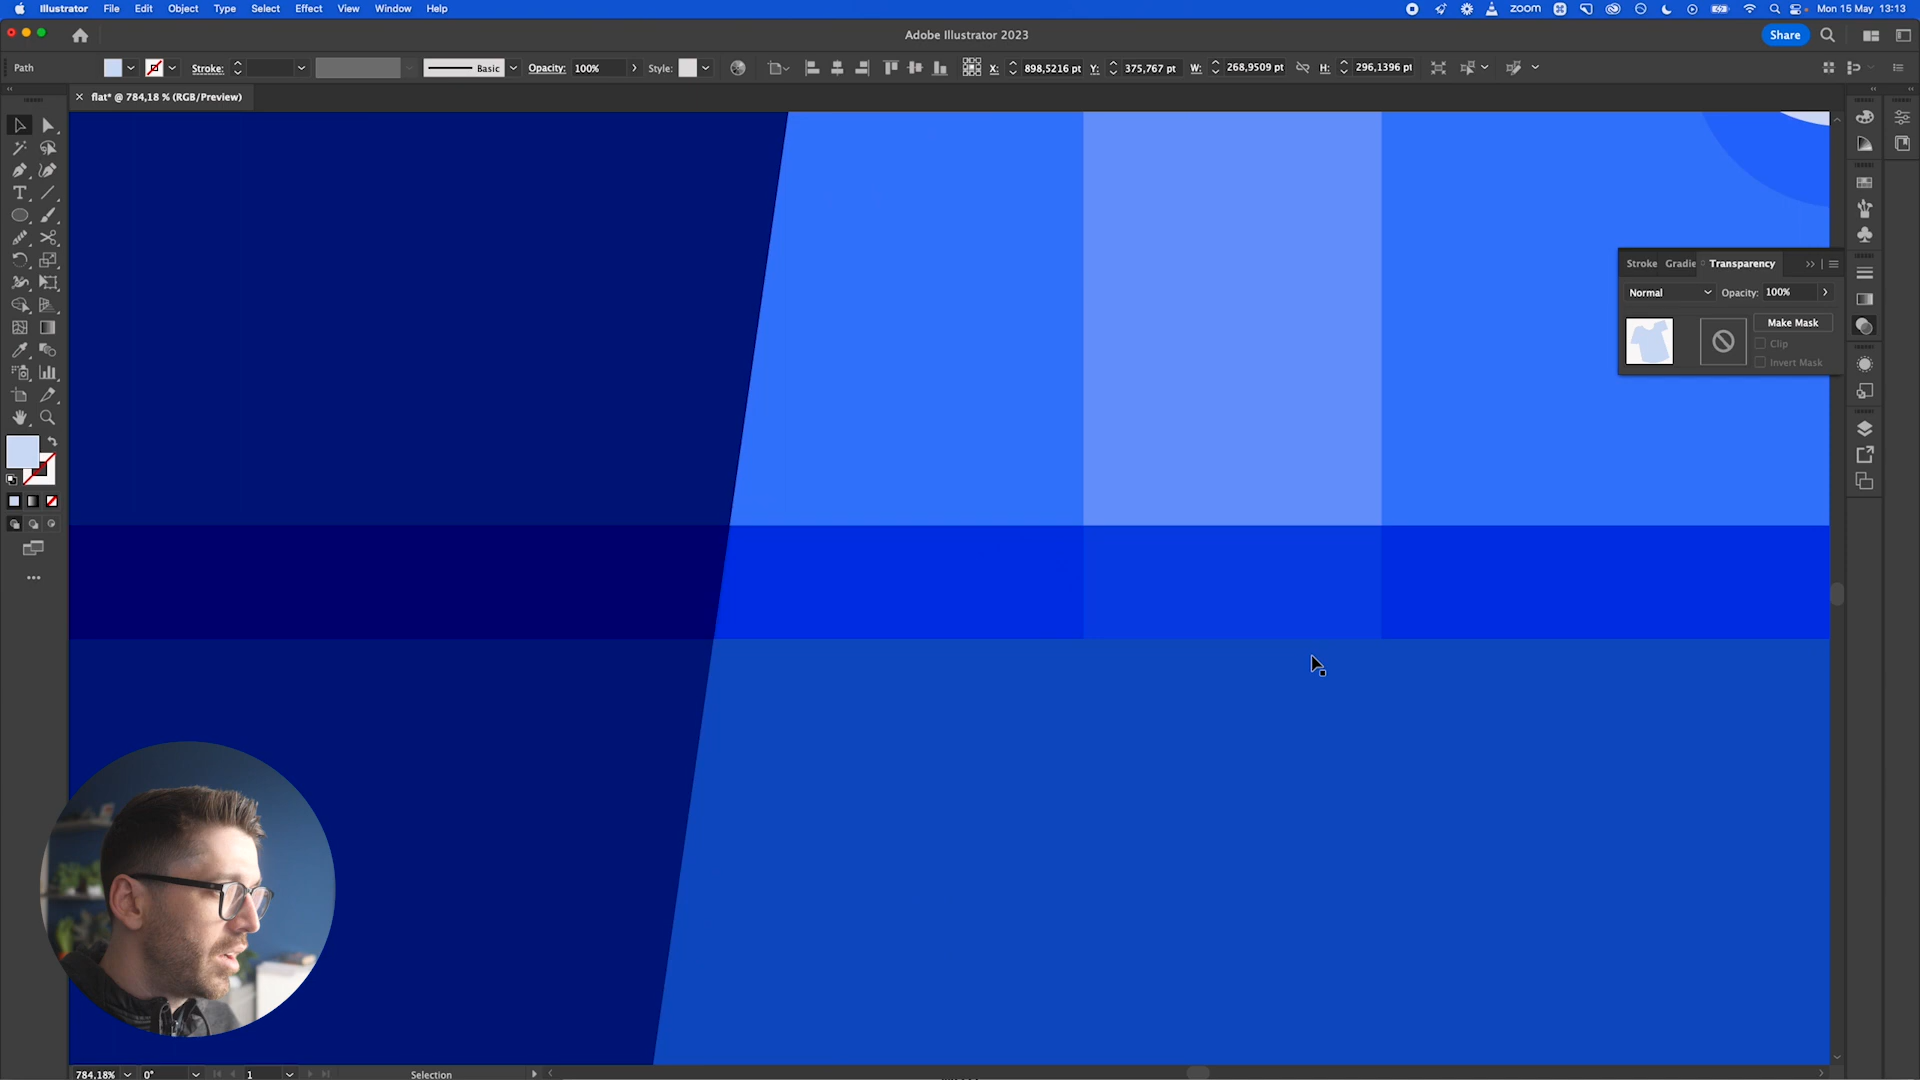 Illustrator File Edit Object Type Select Effect View Window Help zoom Mon 15 May 13:13
Adobe Illustrator 2023 Share
Path Stroke: Basic Opacity: 100% Style: X: 898,5216 pt Y: 375,767 pt W: 268,9509 pt H: 296,1396 pt
flat* @ 784,18 % (RGB/Preview)
Stroke Gradie Transparency
Normal Opacity: 100%
Make Mask
Clip
Invert Mask
784,18% 0° 1 Selection